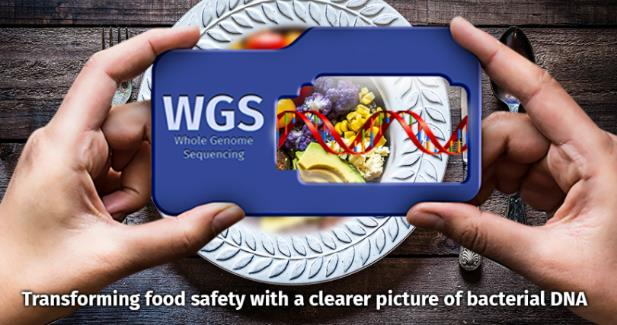 WGS
Whole Genome
Sequencing
Transforming food safety with a clearer picture of bacterial DNA